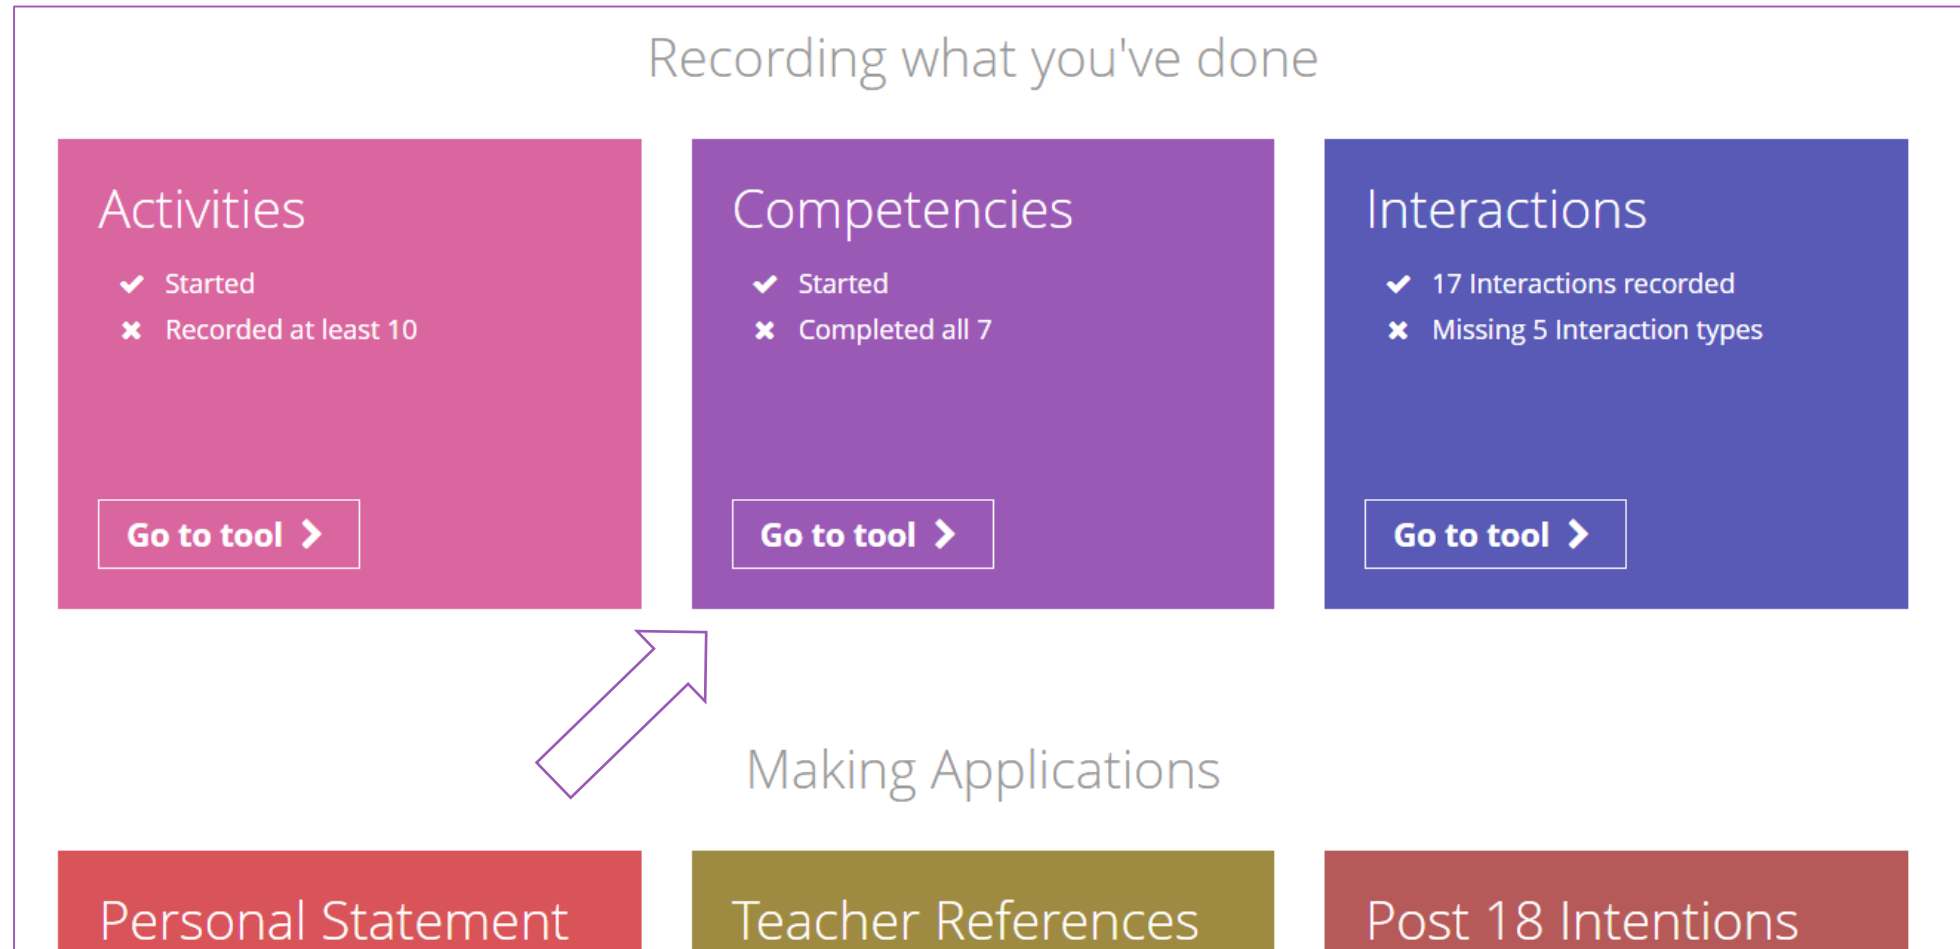 Recording what you've done
Activities
Started
Recorded at least 10
Go to tool
Competencies
Started
Completed all 7
Go to tool
Interactions
17 Interactions recorded
Missing 5 Interaction types
Go to tool
Making Applications
Personal Statement
Teacher References
Post 18 Intentions